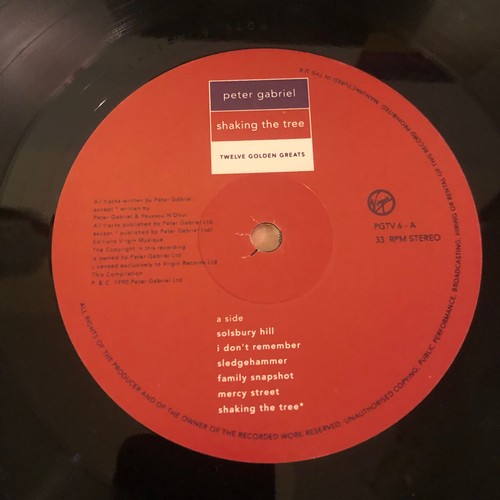 peter gabriel
shaking the tree
TWELVE GOLDEN GREATS
All tracks written by Peter Gabriel
except * written by
Peter Gabriel & Youssou N'Dour
All tracks published by Peter Gabriel Ltd
except * published by Peter Gabriel Ltd/
Editions Virgin Musique
The Copyright in this recording
is owned by Peter Gabriel Ltd
Licensed exclusively to Virgin Records Ltd
This Compilation
P & C 1990 Peter Gabriel Ltd
Virgin
PGTV 6 - A
33 RPM STEREO
a side
solsbury hill
i don't remember
sledgehammer
family snapshot
mercy street
shaking the tree*
ALL RIGHTS OF THE PRODUCER AND OF THE OWNER OF THE RECORDED WORK RESERVED · UNAUTHORISED COPYING, PUBLIC PERFORMANCE, BROADCASTING, HIRING OR RENTAL OF THIS RECORD PROHIBITED. MANUFACTURED IN THE U.K.